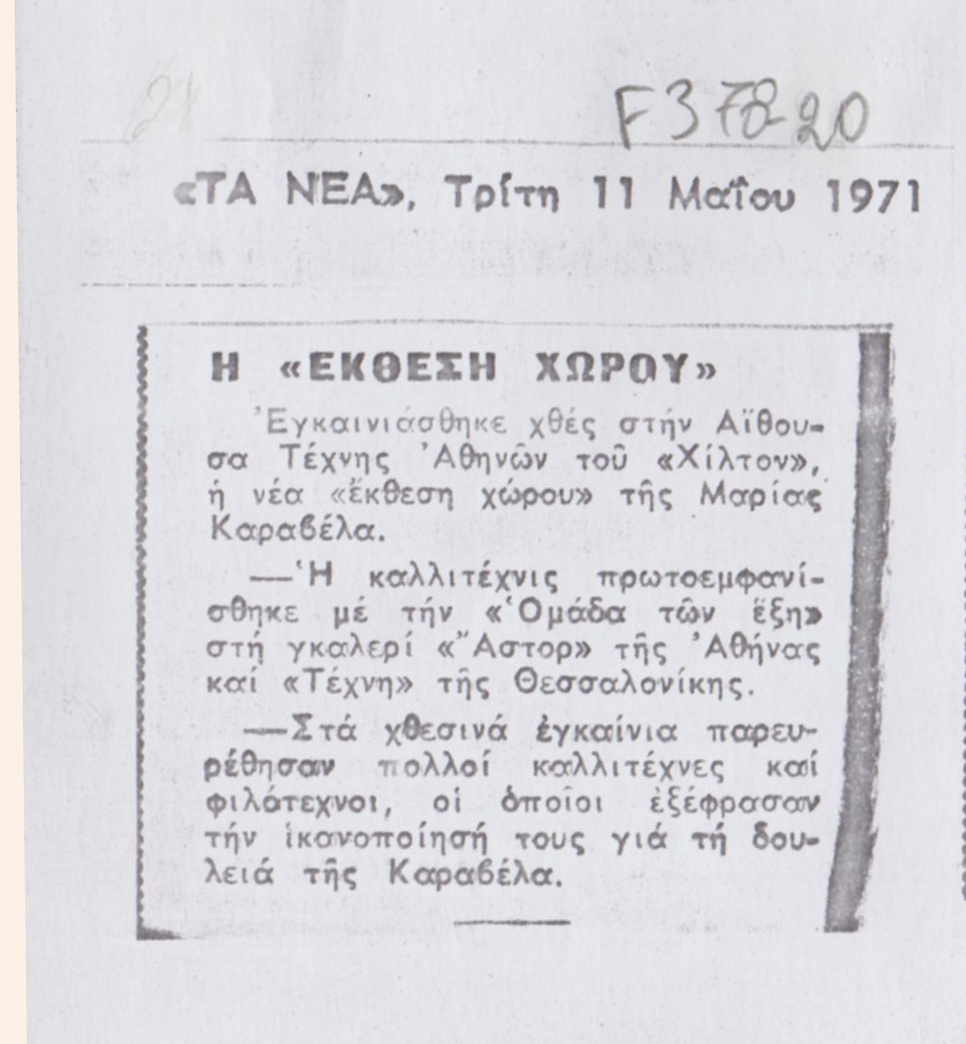 21
F 378-20
«ΤΑ ΝΕΑ», Τρίτη 11 Μαΐου 1971
Η «ΕΚΘΕΣΗ ΧΩΡΟΥ»
Ἐγκαινιάσθηκε χθές στήν Αἴθου-
σα Τέχνης Ἀθηνῶν τοῦ «Χίλτον»,
ἡ νέα «ἔκθεση χώρου» τῆς Μαρίας
Καραβέλα.
—Ἡ καλλιτέχνις πρωτοεμφανί-
σθηκε μέ τήν «Ὁμάδα τῶν ἕξη»
στή γκαλερί «Ἄστορ» τῆς Ἀθήνας
καί «Τέχνη» τῆς Θεσσαλονίκης.
—Στά χθεσινά ἐγκαίνια παρευ-
ρέθησαν πολλοί καλλιτέχνες καί
φιλότεχνοι, οἱ ὁποῖοι ἐξέφρασαν
τήν ἱκανοποίησή τους γιά τή δου-
λειά τῆς Καραβέλα.